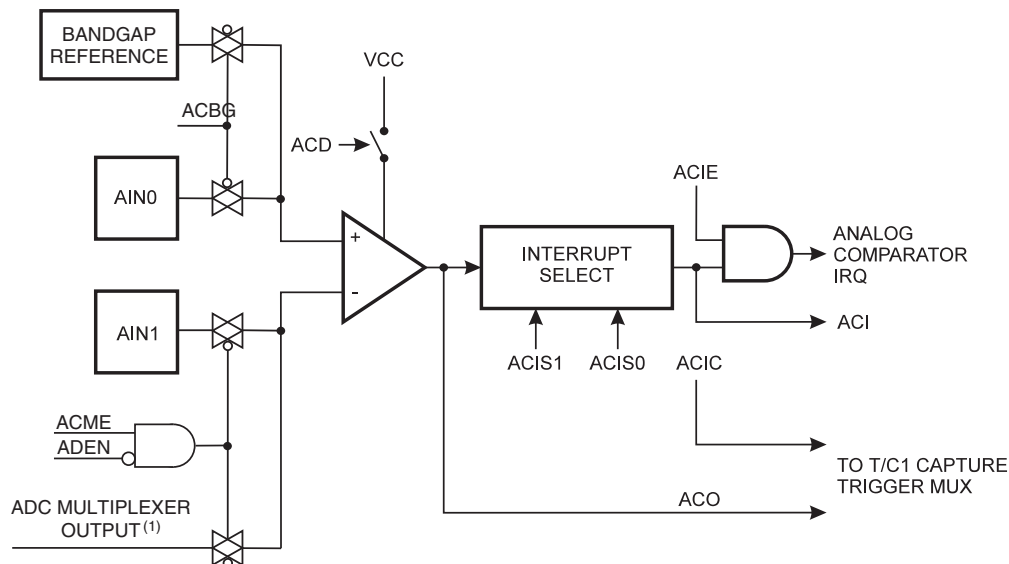 BANDGAP
REFERENCE
VCC
ACBG
ACD
AIN0
ACIE
+
-
INTERRUPT
SELECT
ANALOG
COMPARATOR
IRQ
AIN1
ACI
ACIS1
ACIS0
ACIC
ACME
ADEN
TO T/C1 CAPTURE
TRIGGER MUX
ACO
ADC MULTIPLEXER
OUTPUT (1)